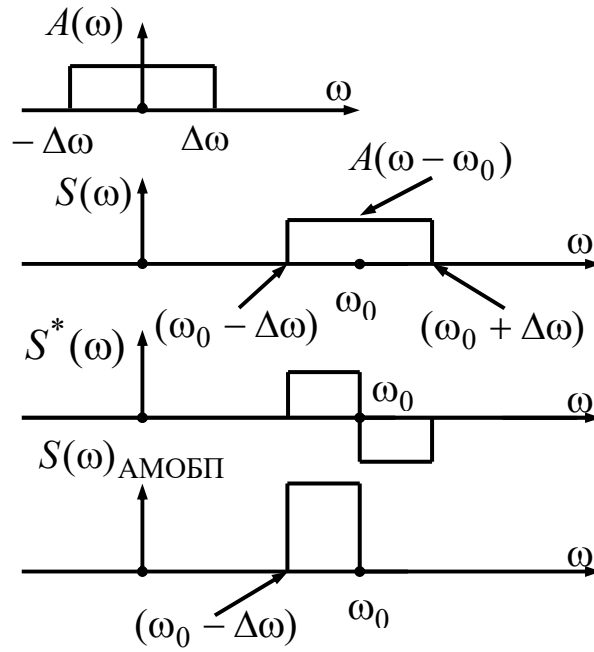 A(ω)
ω
− Δω
Δω
A(ω − ω₀)
S(ω)
ω
(ω₀ − Δω)
ω₀
(ω₀ + Δω)
S*(ω)
ω₀
ω
S(ω)АМОБП
ω
(ω₀ − Δω)
ω₀